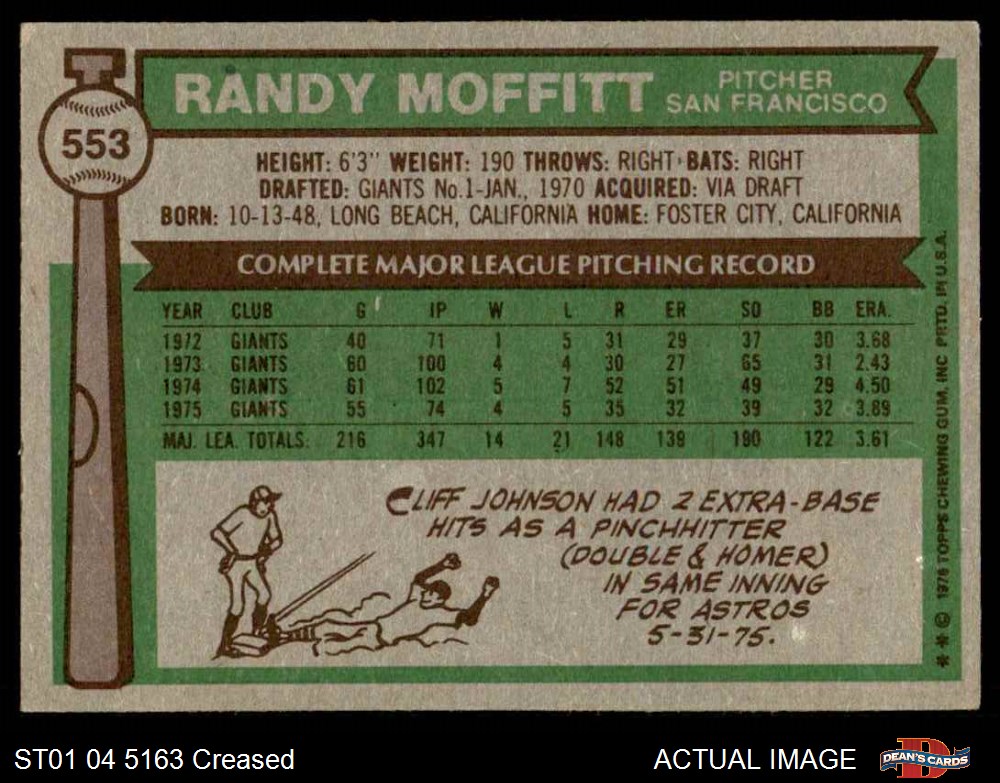 RANDY MOFFITT
PITCHER
SAN FRANCISCO
553
HEIGHT: 6'3" WEIGHT: 190 THROWS: RIGHT BATS: RIGHT
DRAFTED: GIANTS No.1-JAN., 1970 ACQUIRED: VIA DRAFT
BORN: 10-13-48, LONG BEACH, CALIFORNIA HOME: FOSTER CITY, CALIFORNIA
COMPLETE MAJOR LEAGUE PITCHING RECORD
YEAR CLUB G IP W L R ER SO BB ERA.
1972 GIANTS 40 71 1 5 31 29 37 30 3.68
1973 GIANTS 60 100 4 4 30 27 65 31 2.43
1974 GIANTS 61 102 5 7 52 51 49 29 4.50
1975 GIANTS 55 74 4 5 35 32 39 32 3.89
MAJ. LEA. TOTALS 216 347 14 21 148 139 190 122 3.61
CLIFF JOHNSON HAD 2 EXTRA-BASE
HITS AS A PINCHHITTER
(DOUBLE & HOMER)
IN SAME INNING
FOR ASTROS
5-31-75.
* * © 1976 TOPPS CHEWING GUM, INC PRTD. IN U.S.A.
ST01 04 5163 Creased
ACTUAL IMAGE
D
DEAN'S CARDS